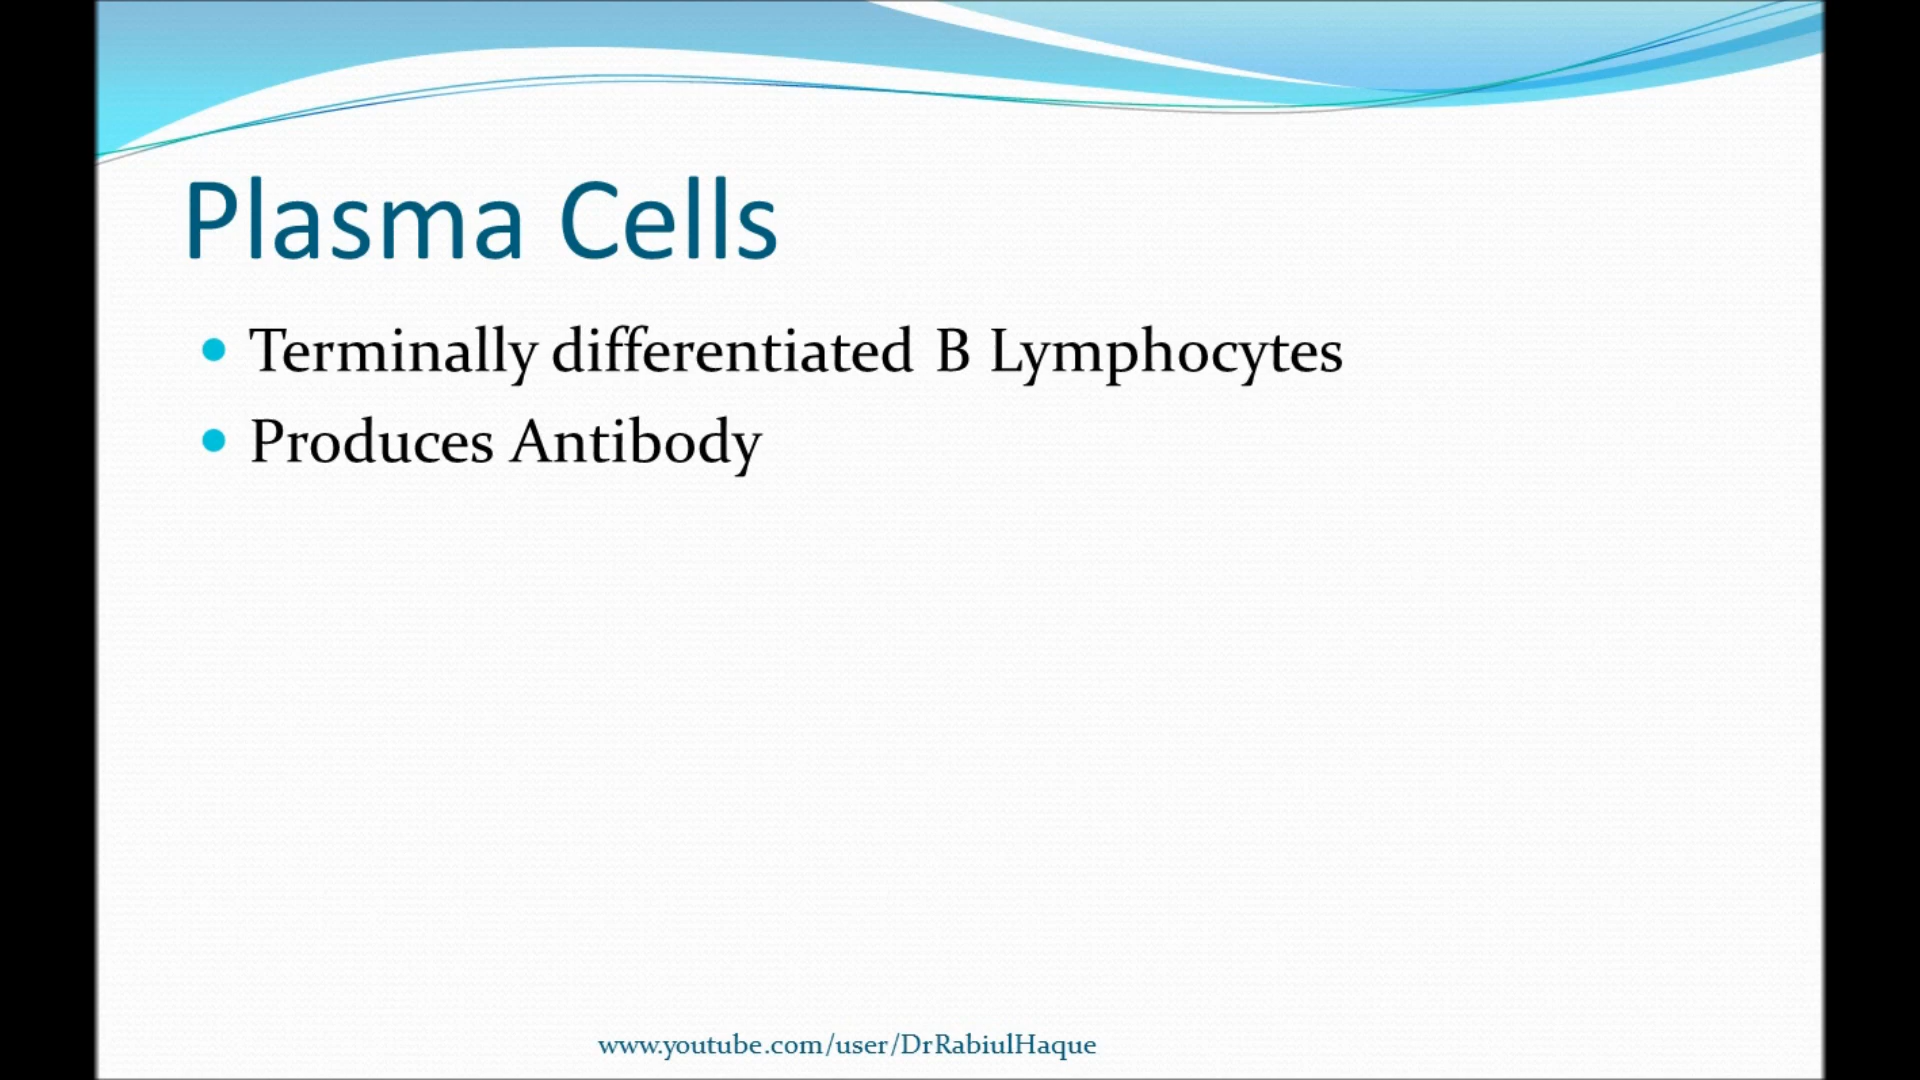 Plasma Cells
Terminally differentiated B Lymphocytes
Produces Antibody
www.youtube.com/user/DrRabiulHaque